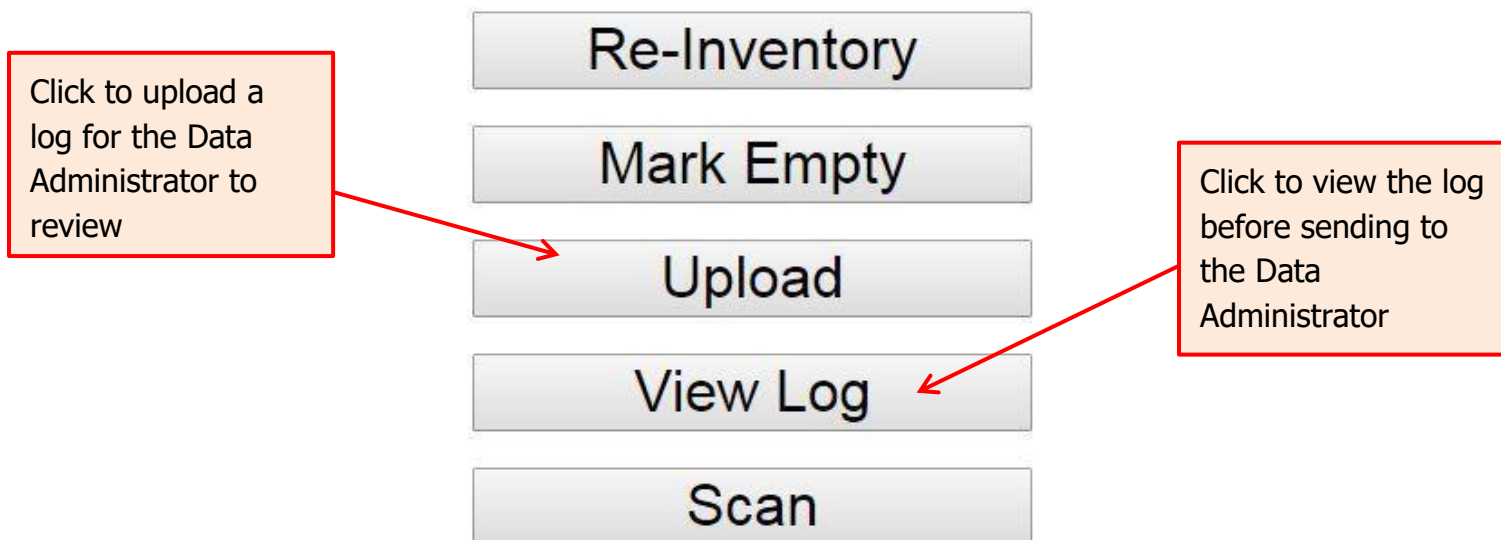 Re-Inventory
Click to upload a
log for the Data
Administrator to
review
Mark Empty
Click to view the log
before sending to
the Data
Administrator
Upload
View Log
Scan